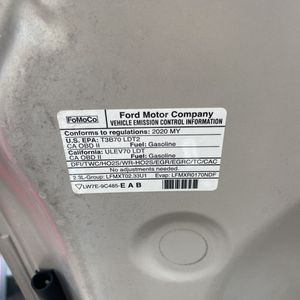 FoMoCo
Ford Motor Company
VEHICLE EMISSION CONTROL INFORMATION
Conforms to regulations: 2020 MY
U.S. EPA: T3B70 LDT2
CA OBD II Fuel: Gasoline
California: ULEV70 LDT
CA OBD II Fuel: Gasoline
DFI/TWC/HO2S/WR-HO2S/EGR/EGRC/TC/CAC
No adjustments needed.
2.3L-Group: LFMXT02.33U1 Evap: LFMXR0170NDF
LW7E-9C485-EAB